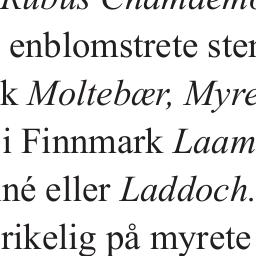 Rubus Chamaemo
enblomstrete ster
k Moltebær, Myre
i Finnmark Laam
né eller Laddoch.
rikelig på myrete